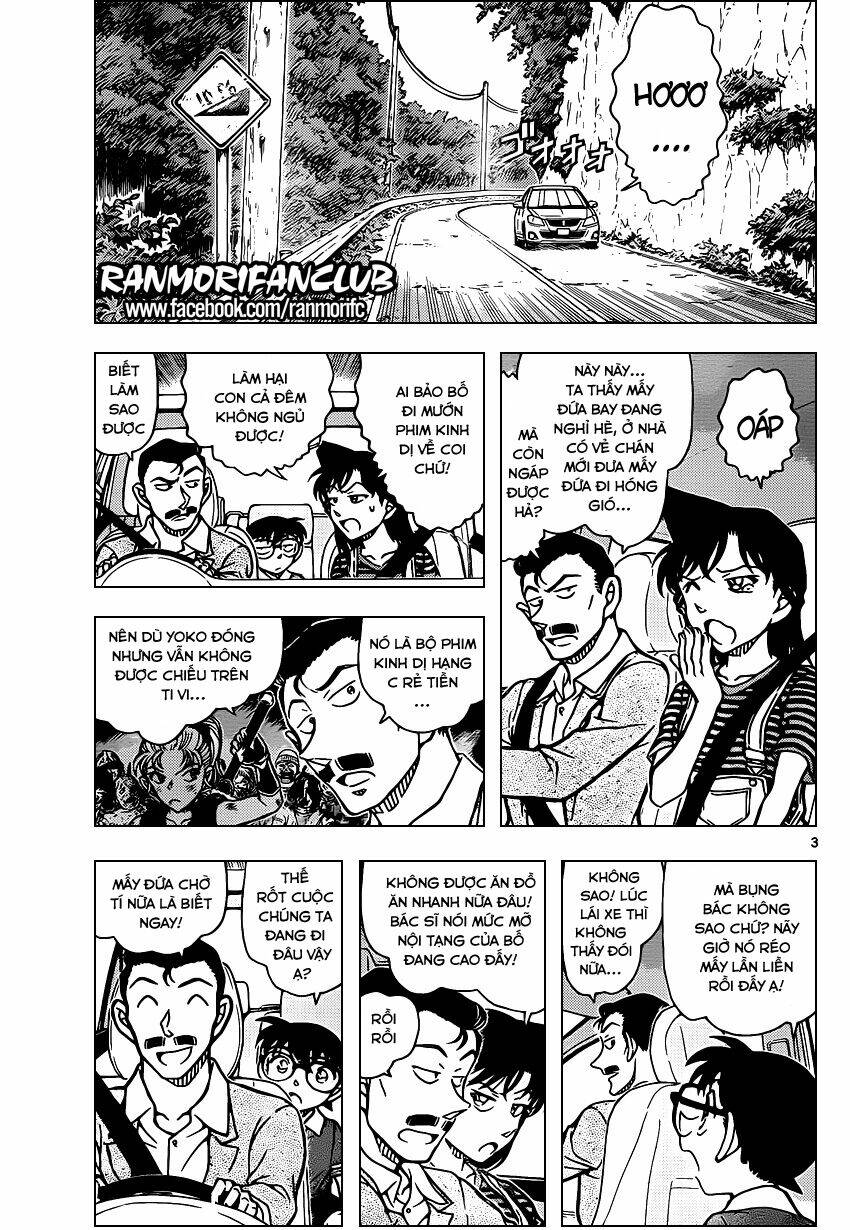 HƠƠƠ
....
ゴオオオ
10%
RANMORIFANCLUB
www.facebook.com/ranmorifc
OÁP
NÀY NÀY...
TA THẤY MẤY
ĐỨA BAY ĐANG
NGHỈ HÈ, Ở NHÀ
CÓ VẺ CHÁN
MỚI ĐƯA MẤY
ĐỨA ĐI HÓNG
GIÓ...
MÀ
CÒN
NGÁP
ĐƯỢC
HẢ?
AI BẢO BỐ
ĐI MƯỚN
PHIM KINH
DỊ VỀ COI
CHỨ!
LÀM HẠI
CON CẢ ĐÊM
KHÔNG NGỦ
ĐƯỢC!
BIẾT
LÀM
SAO
ĐƯỢC
NÓ LÀ BỘ PHIM
KINH DỊ HẠNG
C RẺ TIỀN
...
NÊN DÙ YOKO ĐÓNG
NHƯNG VẪN KHÔNG
ĐƯỢC CHIẾU TRÊN
TI VI...
3
MÀ BỤNG
BÁC KHÔNG
SAO CHỨ? NÃY
GIỜ NÓ RÉO
MẤY LẦN LIỀN
RỒI ĐẤY Ạ!
KHÔNG
SAO! LÚC
LÁI XE THÌ
KHÔNG
THẤY ĐÓI
NỮA...
KHÔNG ĐƯỢC ĂN ĐỒ
ĂN NHANH NỮA ĐÂU!
BÁC SĨ NÓI MỨC MỠ
NỘI TẠNG CỦA BỐ
ĐANG CAO ĐẤY!
RỒI
RỒI
THẾ
RỐT CUỘC
CHÚNG TA
ĐANG ĐI
ĐÂU VẬY
Ạ?
MẤY ĐỨA CHỜ
TÍ NỮA LÀ BIẾT
NGAY!